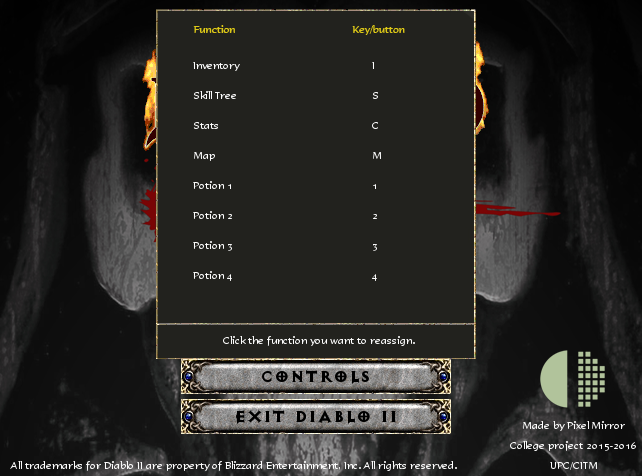 Function Key/button
Inventory I
Skill Tree S
Stats C
Map M
Potion 1 1
Potion 2 2
Potion 3 3
Potion 4 4
Click the function you want to reassign.
CONTROLS
EXIT DIABLO II
Made by Pixel Mirror
College project 2015-2016
All trademarks for Diablo II are property of Blizzard Entertainment, Inc. All rights reserved.
UPC/CITM